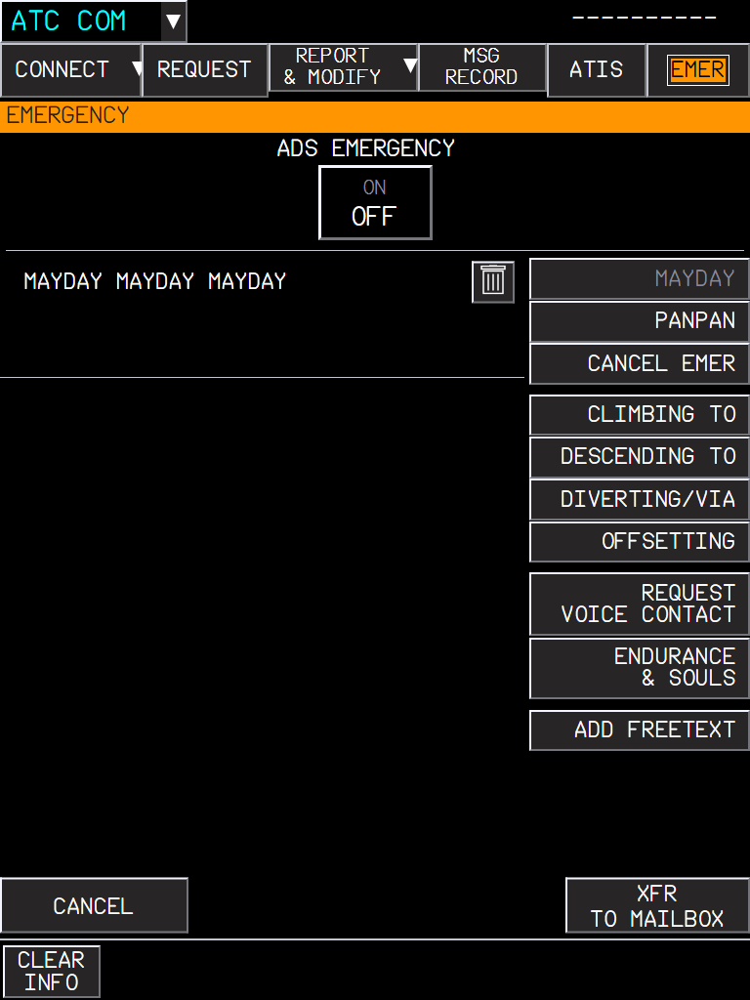 ATC COM ▼
----------
CONNECT ▼
REQUEST
REPORT
& MODIFY ▼
MSG
RECORD
ATIS
EMER
EMERGENCY
ADS EMERGENCY
ON
OFF
MAYDAY MAYDAY MAYDAY
MAYDAY
PANPAN
CANCEL EMER
CLIMBING TO
DESCENDING TO
DIVERTING/VIA
OFFSETTING
REQUEST
VOICE CONTACT
ENDURANCE
& SOULS
ADD FREETEXT
CANCEL
XFR
TO MAILBOX
CLEAR
INFO